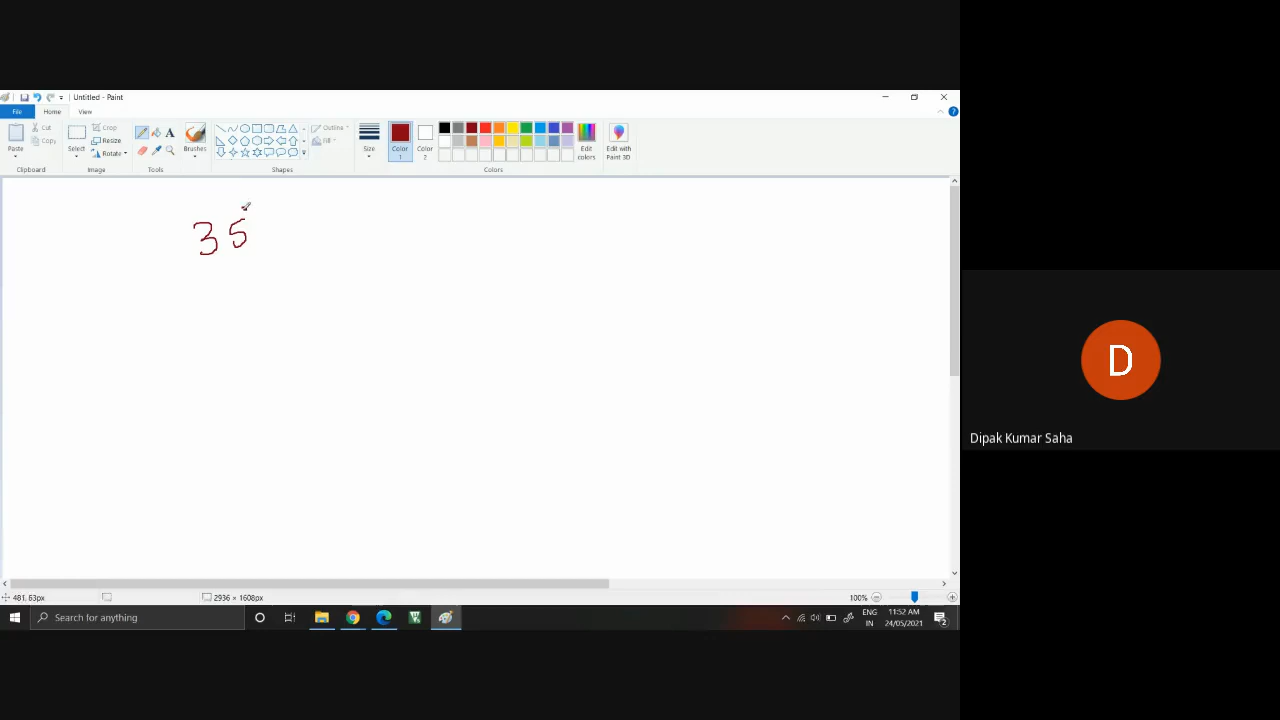 Untitled - Paint
File Home View
Paste
Cut
Copy
Clipboard
Select
Crop
Resize
Rotate
Image
A
Tools
Brushes
Outline
Fill
Shapes
Size
Color 1
Color 2
Edit colors
Edit with Paint 3D
Colors
35
D
Dipak Kumar Saha
481, 63px
2936 × 1608px
100%
Search for anything
ENG
IN
11:52 AM
24/05/2021
2